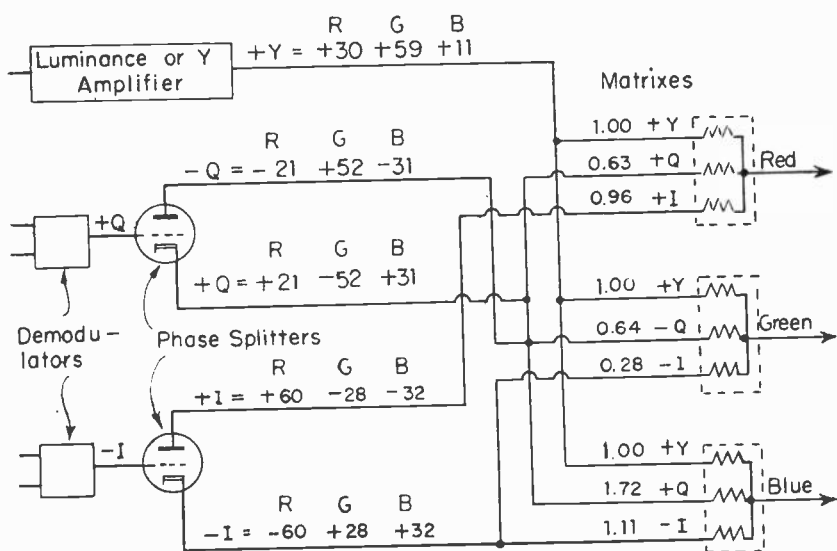 R G B
Luminance or Y
Amplifier
+Y = +30 +59 +11
Matrixes
1.00 +Y
0.63 +Q
0.96 +I
Red
R G B
-Q = -21 +52 -31
+Q
+Q = +21 -52 +31
Demodu-
lators
Phase Splitters
1.00 +Y
0.64 -Q
0.28 -I
Green
R G B
+I = +60 -28 -32
-I
R G B
-I = -60 +28 +32
1.00 +Y
1.72 +Q
1.11 -I
Blue